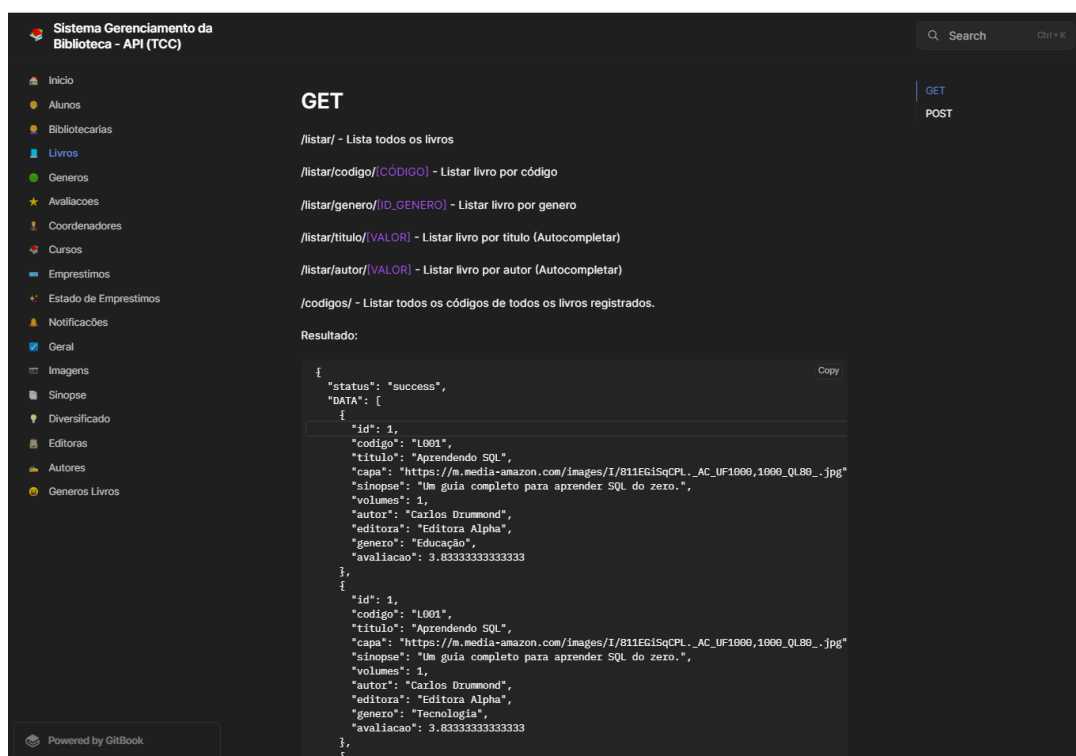 Sistema Gerenciamento da
Biblioteca - API (TCC)
Search
Ctrl + K
Inicio
Alunos
Bibliotecarias
Livros
Generos
Avaliacoes
Coordenadores
Cursos
Emprestimos
Estado de Emprestimos
Notificacões
Geral
Imagens
Sinopse
Diversificado
Editoras
Autores
Generos Livros
Powered by GitBook
GET
/listar/ - Lista todos os livros
/listar/codigo/[CÓDIGO] - Listar livro por código
/listar/genero/[ID_GENERO] - Listar livro por genero
/listar/titulo/[VALOR] - Listar livro por titulo (Autocompletar)
/listar/autor/[VALOR] - Listar livro por autor (Autocompletar)
/codigos/ - Listar todos os códigos de todos os livros registrados.
Resultado:
Copy
{
"status": "success",
"DATA": [
{
"id": 1,
"codigo": "L001",
"titulo": "Aprendendo SQL",
"capa": "https://m.media-amazon.com/images/I/811EGiSqCPL._AC_UF1000,1000_QL80_.jpg"
"sinopse": "Um guia completo para aprender SQL do zero.",
"volumes": 1,
"autor": "Carlos Drummond",
"editora": "Editora Alpha",
"genero": "Educação",
"avaliacao": 3.83333333333333
},
{
"id": 1,
"codigo": "L001",
"titulo": "Aprendendo SQL",
"capa": "https://m.media-amazon.com/images/I/811EGiSqCPL._AC_UF1000,1000_QL80_.jpg"
"sinopse": "Um guia completo para aprender SQL do zero.",
"volumes": 1,
"autor": "Carlos Drummond",
"editora": "Editora Alpha",
"genero": "Tecnologia",
"avaliacao": 3.83333333333333
},
{
GET
POST